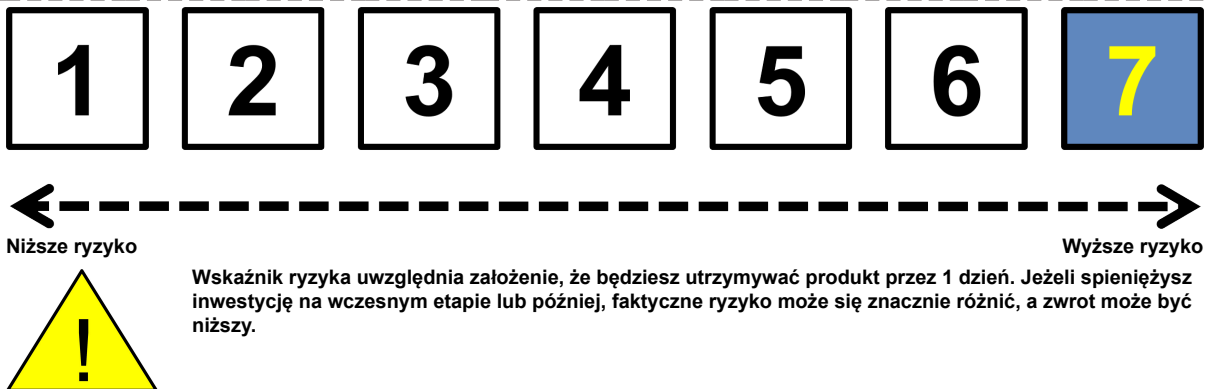 1 2 3 4 5 6 7
Niższe ryzyko Wyższe ryzyko
Wskaźnik ryzyka uwzględnia założenie, że będziesz utrzymywać produkt przez 1 dzień. Jeżeli spieniężysz
inwestycję na wczesnym etapie lub później, faktyczne ryzyko może się znacznie różnić, a zwrot może być
niższy.
!